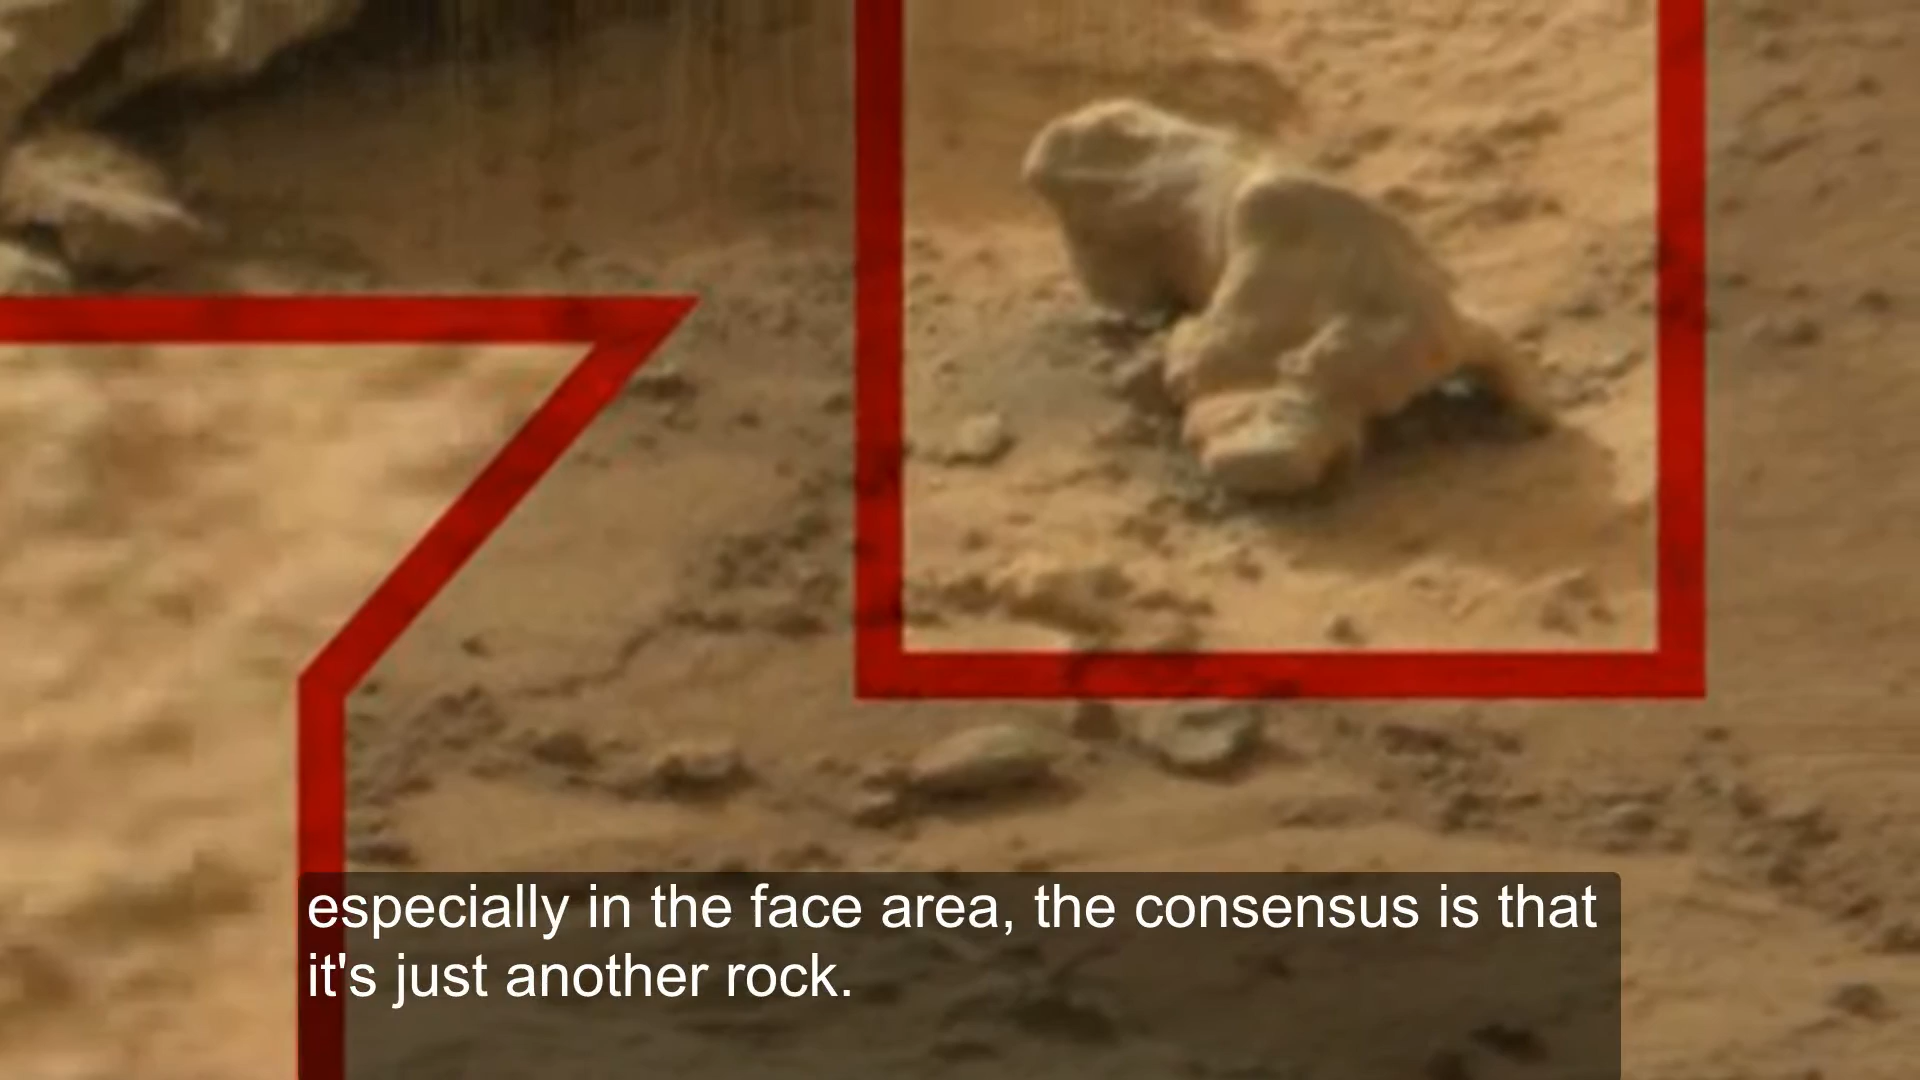 especially in the face area, the consensus is that
it's just another rock.